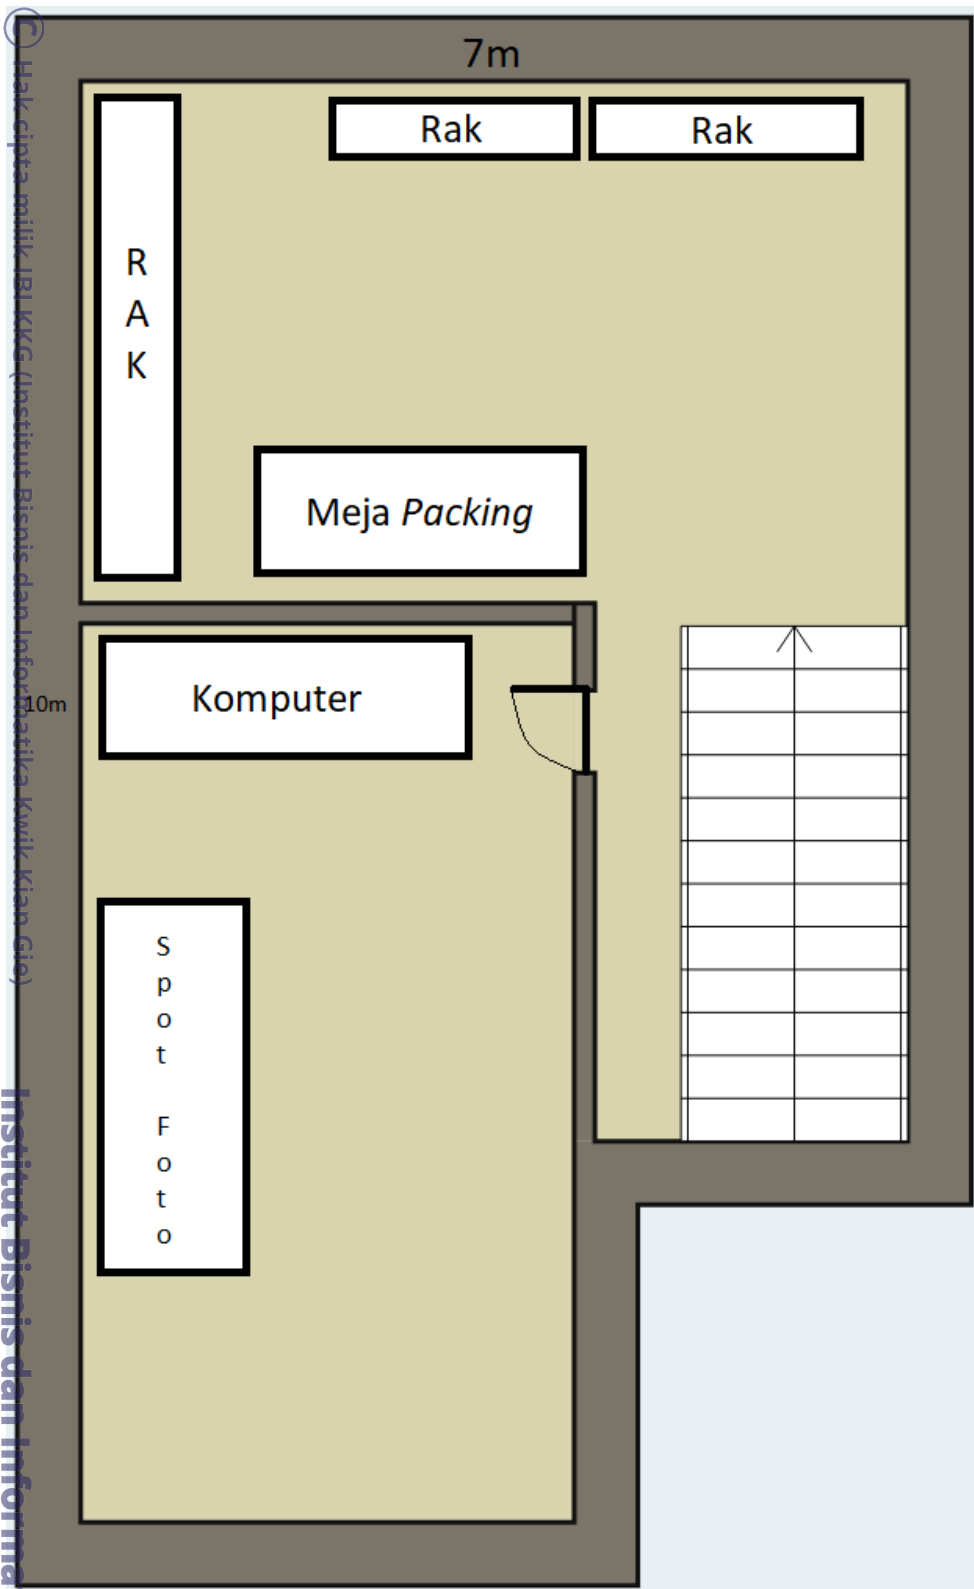 7m
Rak
Rak
R
A
K
Meja Packing
Komputer
10m
S
p
o
t
F
o
t
o
© Hak cipta milik IBI KKG (Institut Bisnis dan Informatika Kwik Kian Gie)
Institut Bisnis dan Informa